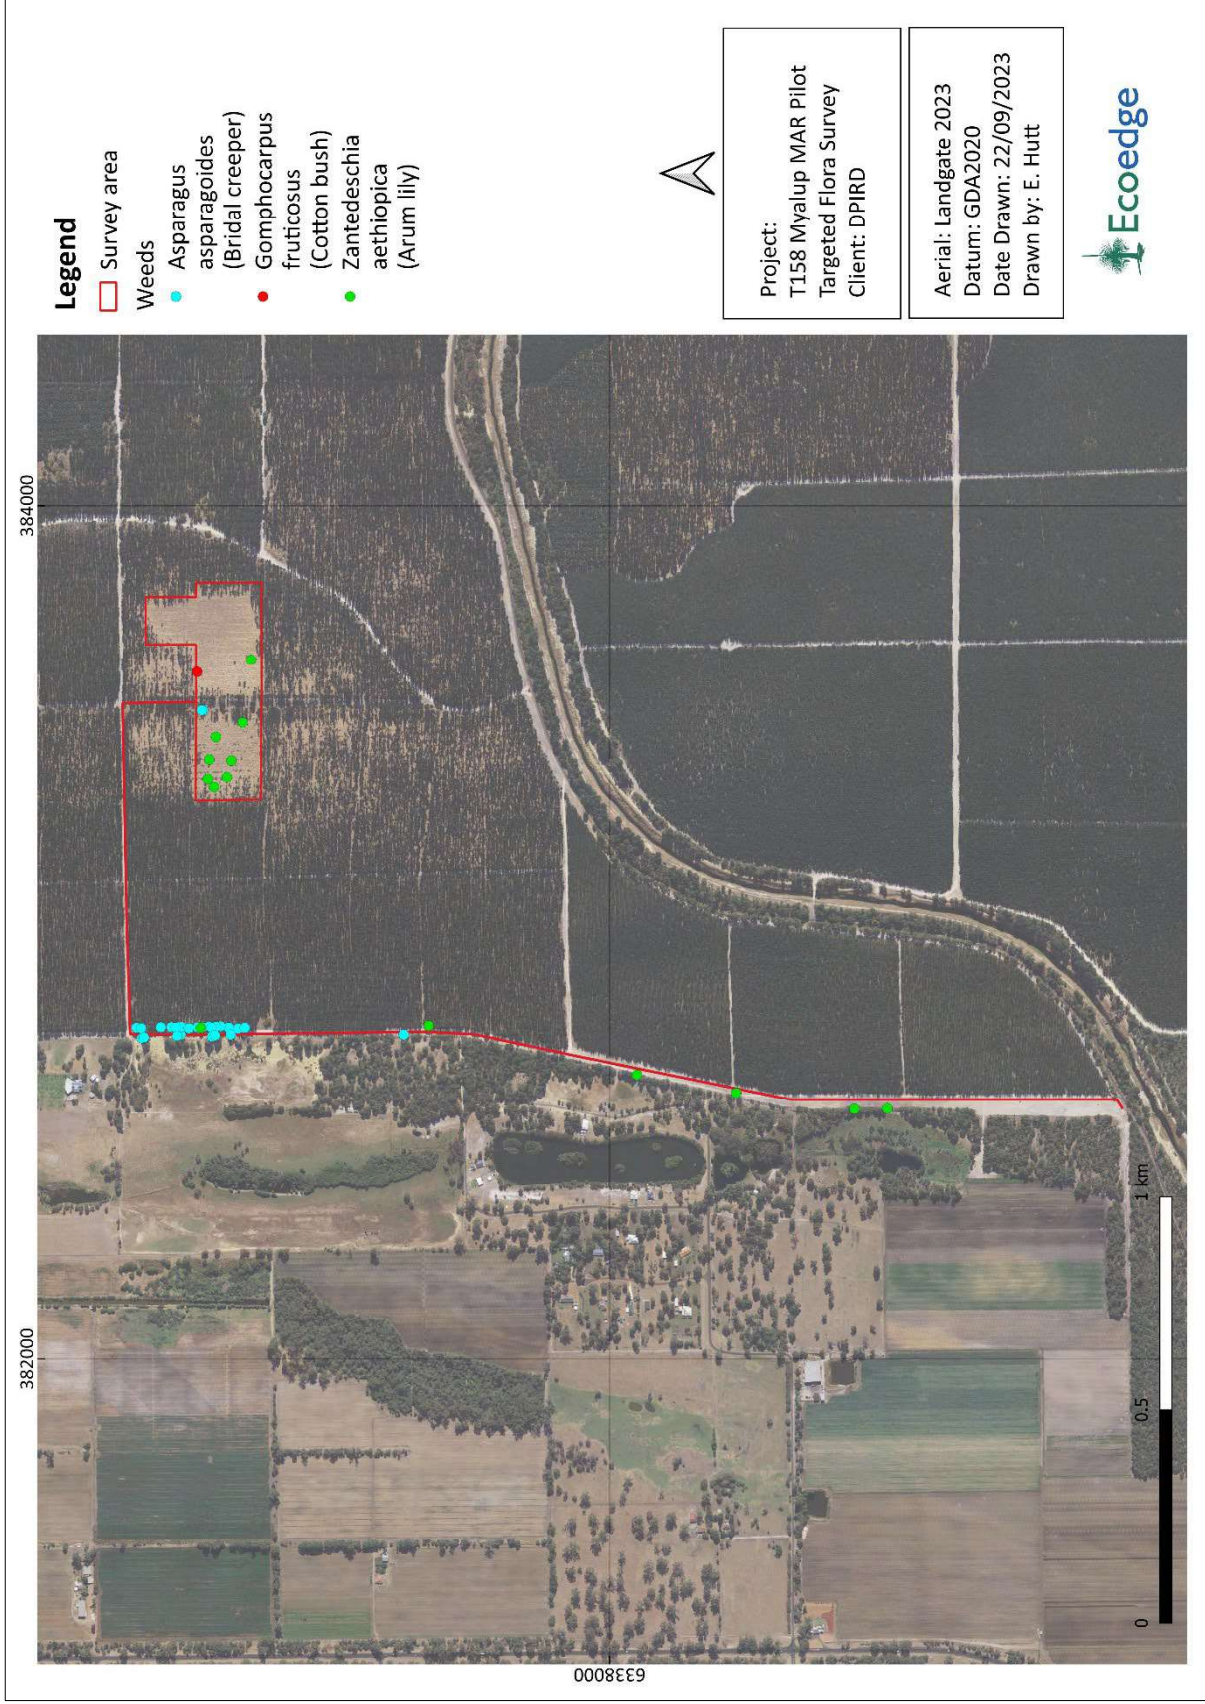 Legend
Survey area
Weeds
Asparagus
asparagoides
(Bridal creeper)
Gomphocarpus
fruticosus
(Cotton bush)
Zantedeschia
aethiopica
(Arum lily)
Project:
T158 Myalup MAR Pilot
Targeted Flora Survey
Client: DPIRD
Aerial: Landgate 2023
Datum: GDA2020
Date Drawn: 22/09/2023
Drawn by: E. Hutt
Ecoedge
382000
384000
6338000
0
0.5
1 km